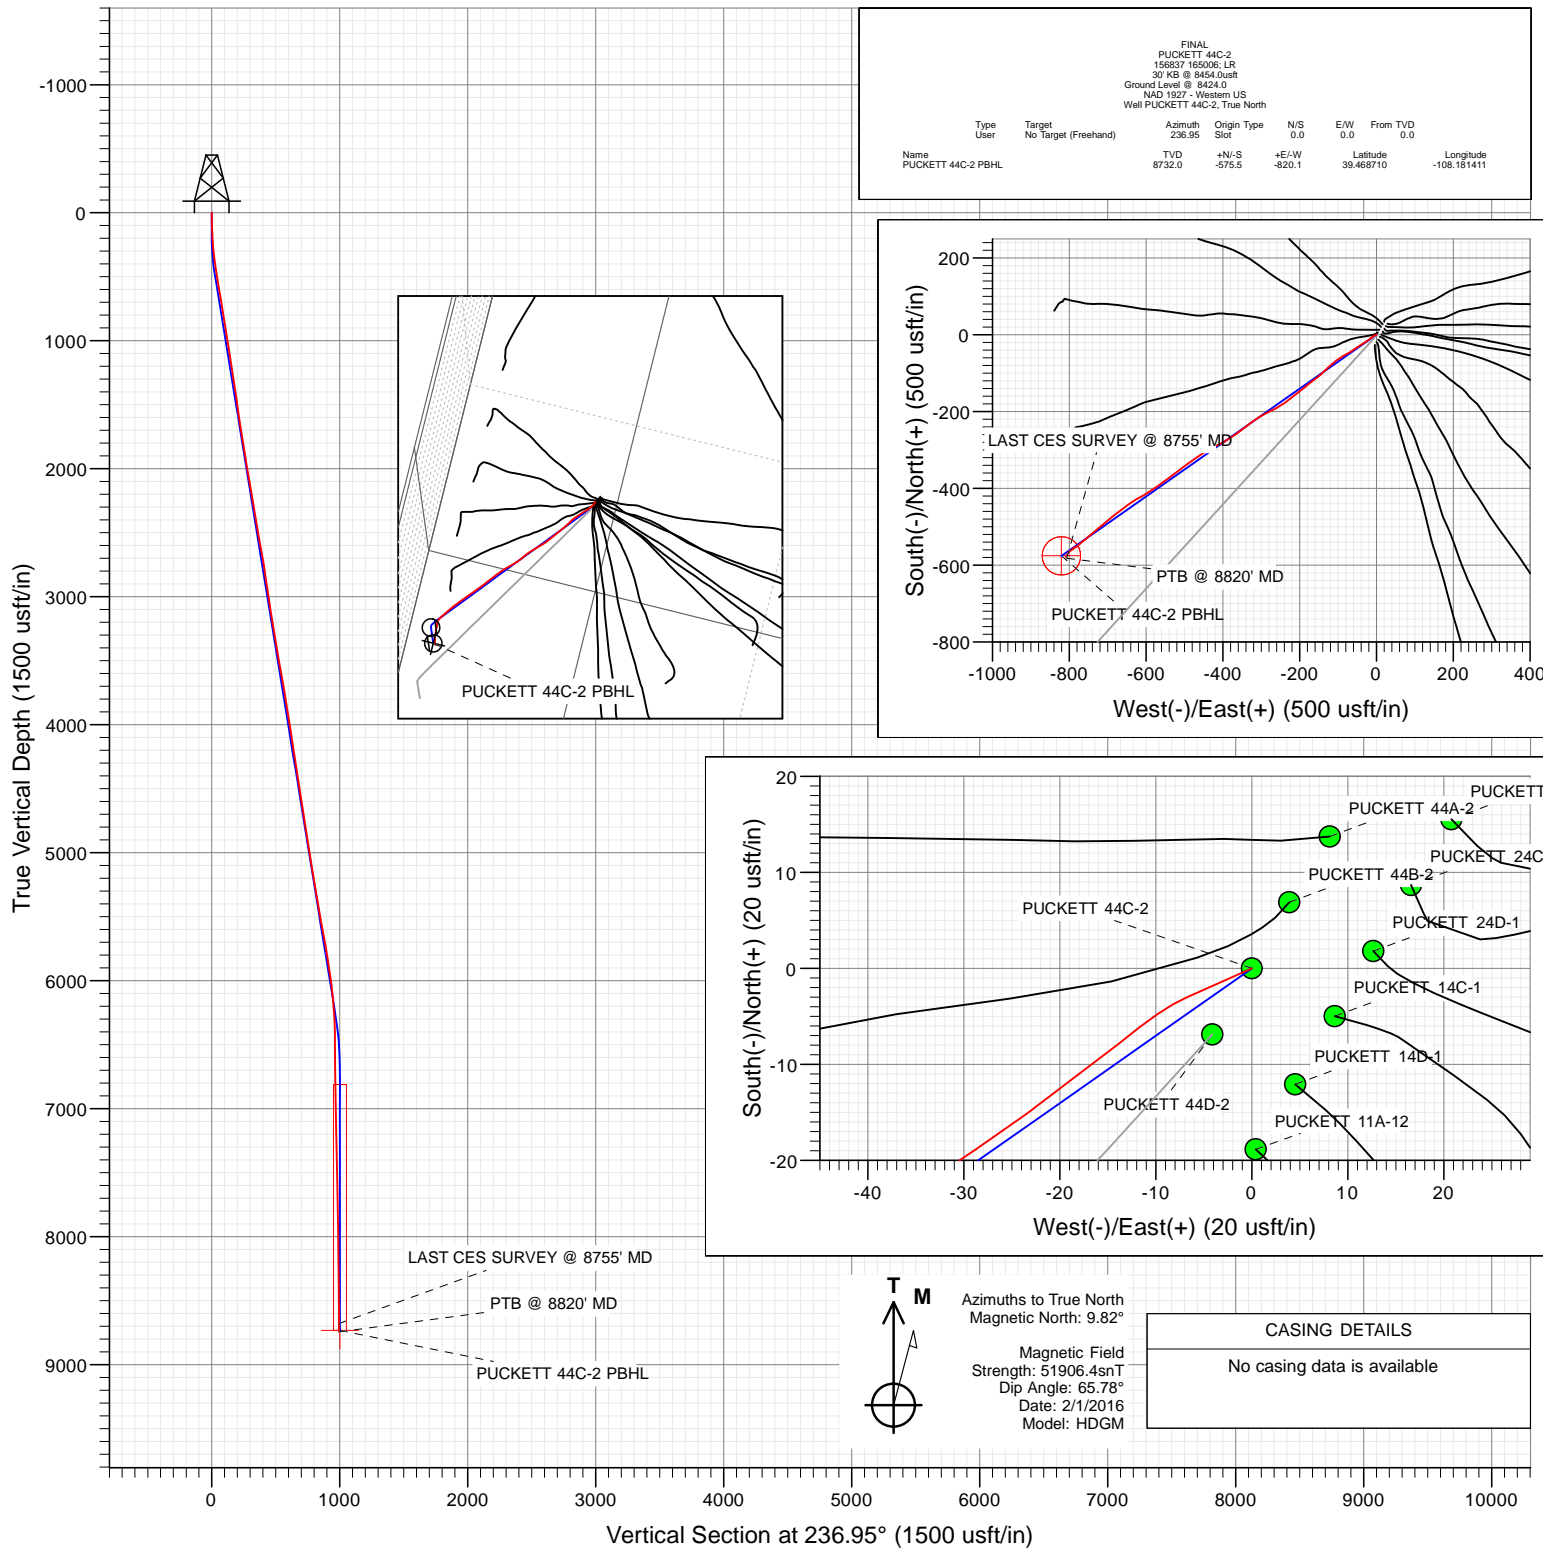 FINAL
PUCKETT 44C-2
156837 165006; LR
30' KB @ 8454.0usft
Ground Level @ 8424.0
NAD 1927 - Western US
Well PUCKETT 44C-2, True North
Type Target Azimuth Origin Type N/S E/W From TVD
User No Target (Freehand) 236.95 Slot 0.0 0.0 0.0
Name TVD +N/-S +E/-W Latitude Longitude
PUCKETT 44C-2 PBHL 8732.0 -575.5 -820.1 39.468710 -108.181411
True Vertical Depth (1500 usft/in)
-1000
0
1000
2000
3000
4000
5000
6000
7000
8000
9000
0 1000 2000 3000 4000 5000 6000 7000 8000 9000 10000
Vertical Section at 236.95° (1500 usft/in)
LAST CES SURVEY @ 8755' MD
PTB @ 8820' MD
PUCKETT 44C-2 PBHL
PUCKETT 44C-2 PBHL
South(-)/North(+) (500 usft/in)
200
0
-200
-400
-600
-800
LAST CES SURVEY @ 8755' MD
PTB @ 8820' MD
PUCKETT 44C-2 PBHL
-1000 -800 -600 -400 -200 0 200 400
West(-)/East(+) (500 usft/in)
South(-)/North(+) (20 usft/in)
20
10
0
-10
-20
PUCKETT
PUCKETT 44A-2
PUCKETT 24C
PUCKETT 44B-2
PUCKETT 44C-2
PUCKETT 24D-1
PUCKETT 14C-1
PUCKETT 14D-1
PUCKETT 44D-2
PUCKETT 11A-12
-40 -30 -20 -10 0 10 20
West(-)/East(+) (20 usft/in)
T M
Azimuths to True North
Magnetic North: 9.82°
Magnetic Field
Strength: 51906.4snT
Dip Angle: 65.78°
Date: 2/1/2016
Model: HDGM
CASING DETAILS
No casing data is available